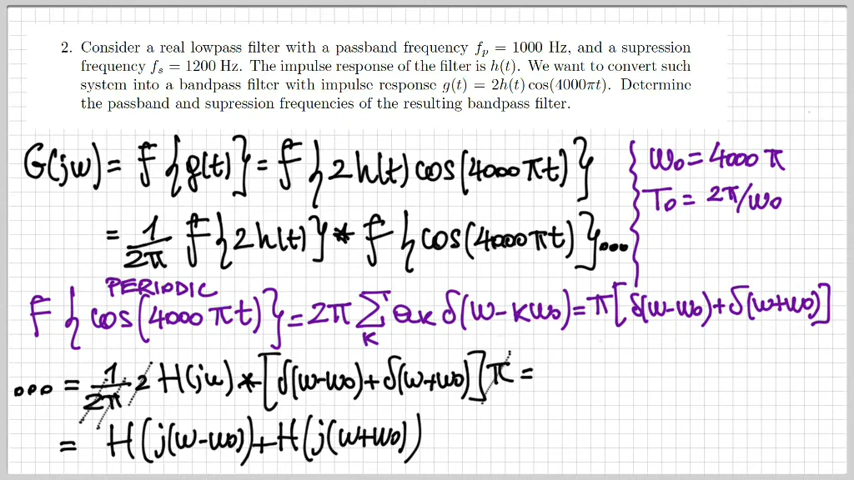 2. Consider a real lowpass filter with a passband frequency fₚ = 1000 Hz, and a supression
frequency fₛ = 1200 Hz. The impulse response of the filter is h(t). We want to convert such
system into a bandpass filter with impulse response g(t) = 2h(t) cos(4000πt). Determine
the passband and supression frequencies of the resulting bandpass filter.
G(jω) = F{g(t)} = F{2h(t)cos(4000πt)}
ω₀ = 4000π
T₀ = 2π/ω₀
= 1/2π F{2h(t)} * F{cos(4000πt)}...
PERIODIC
F{cos(4000πt)} = 2π Σ_K a_K δ(ω-Kω₀) = π[δ(ω-ω₀)+δ(ω+ω₀)]
... = 1/2π 2 H(jω) * [δ(ω-ω₀)+δ(ω+ω₀)]π =
= H(j(ω-ω₀))+H(j(ω+ω₀))